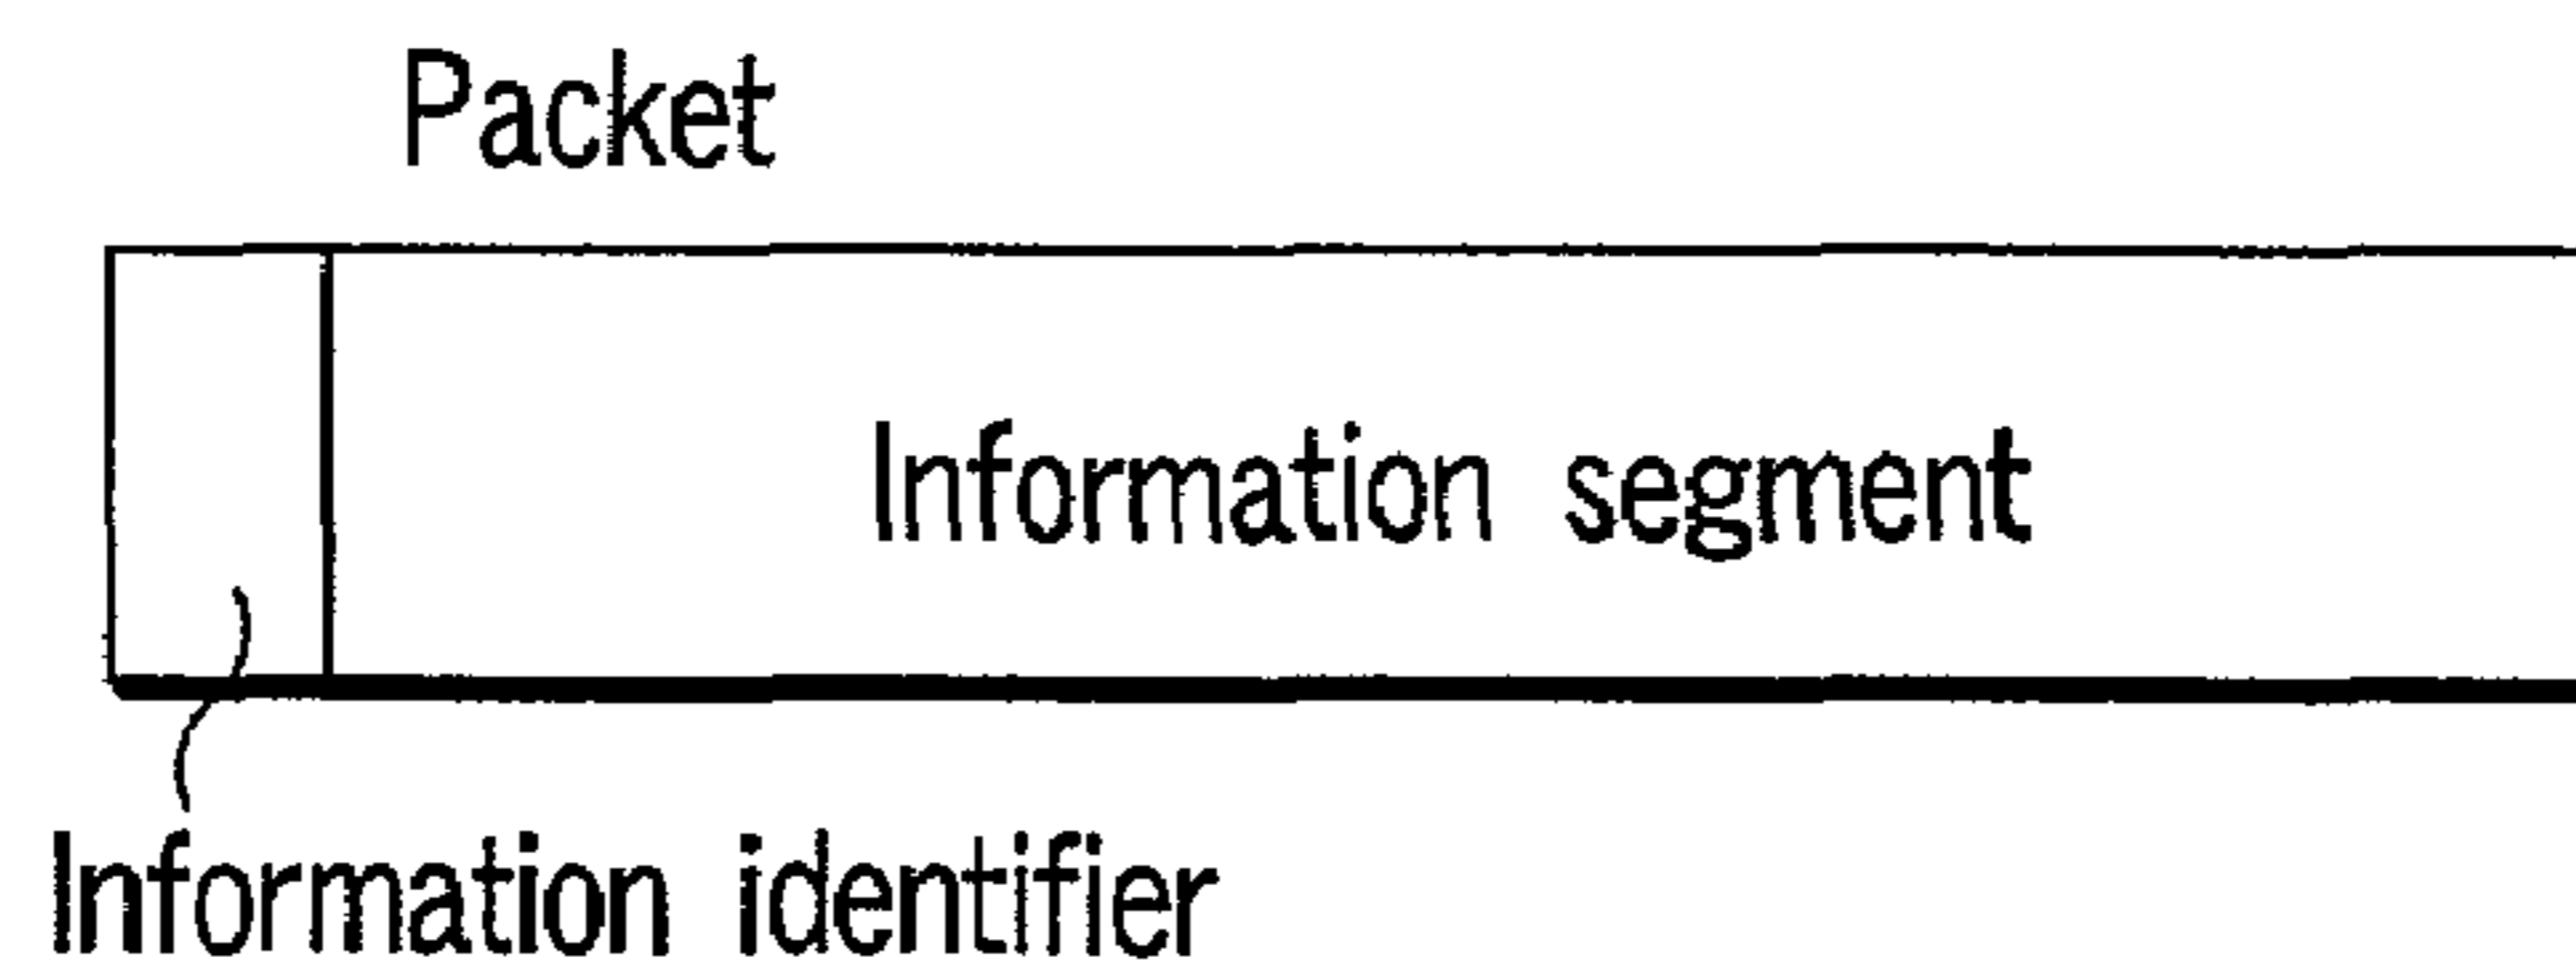 Packet
Information segment
Information identifier